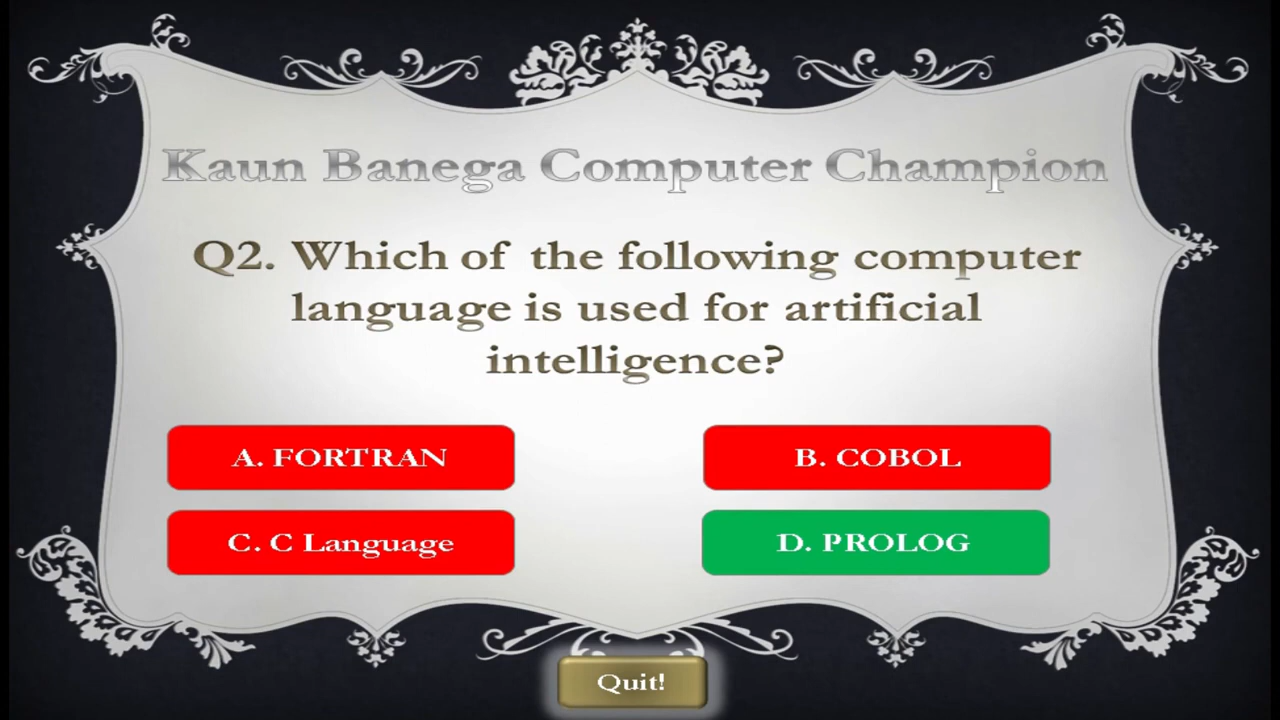 Kaun Banega Computer Champion
Q2. Which of the following computer
language is used for artificial
intelligence?
A. FORTRAN
B. COBOL
C. C Language
D. PROLOG
Quit!